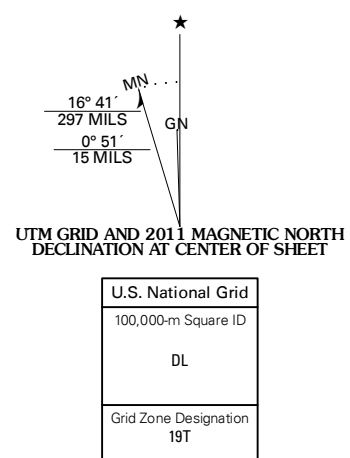 ★
MN
16° 41´
297 MILS
GN
0° 51´
15 MILS
UTM GRID AND 2011 MAGNETIC NORTH
DECLINATION AT CENTER OF SHEET
U.S. National Grid
100,000-m Square ID
DL
Grid Zone Designation
19T